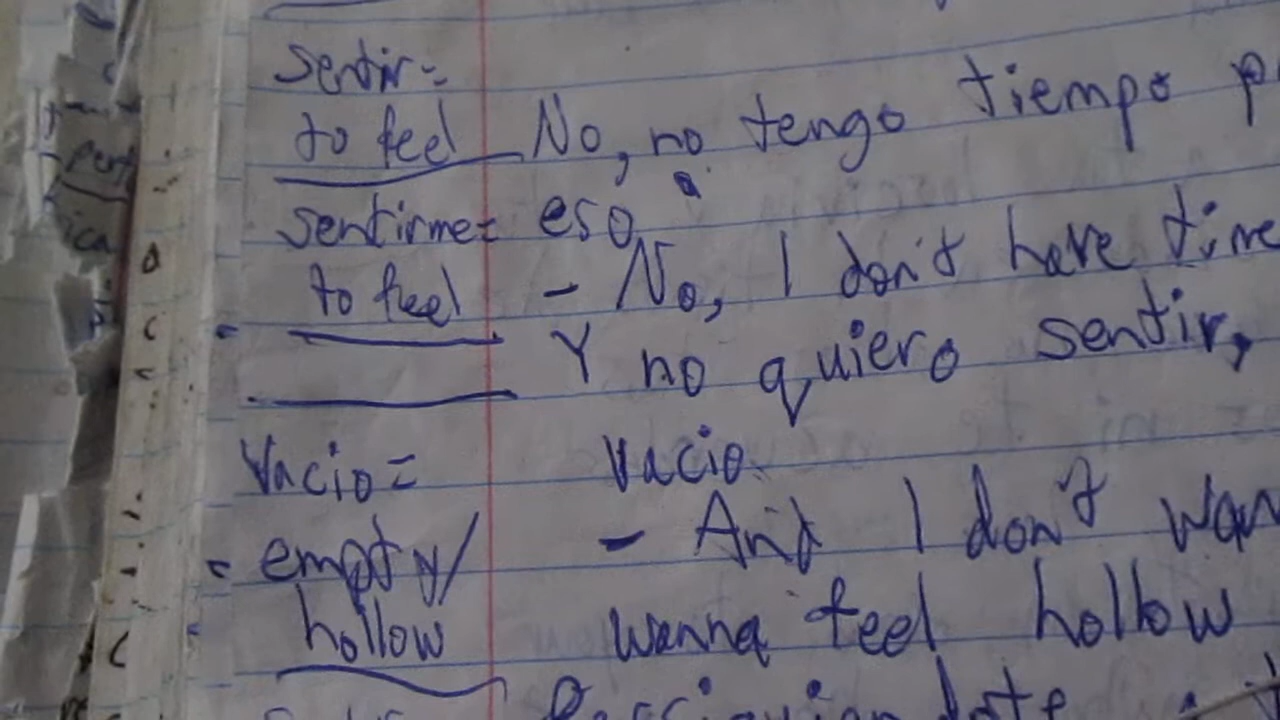 sentir=
to feel No, no tengo tiempo
sentirme= eso
to feel - No, I don't have time
Y no quiero sentir,
Vacio= Vacio.
= empty/ - And I don't
hollow wanna feel hollow